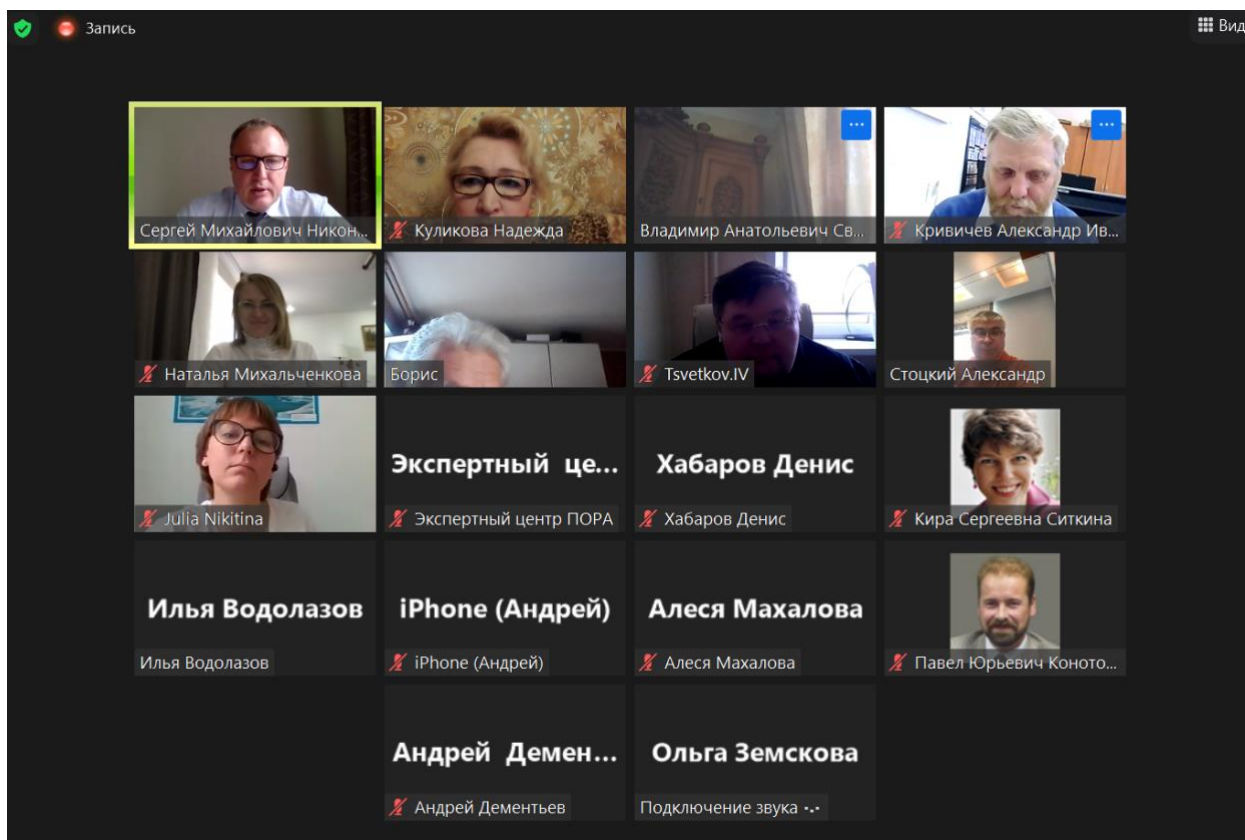 Запись
Вид
Сергей Михайлович Никон...
Куликова Надежда
Владимир Анатольевич Св...
Кривичев Александр Ив...
Наталья Михальченкова
Борис
Tsvetkov.IV
Стоцкий Александр
Julia Nikitina
Экспертный це...
Экспертный центр ПОРА
Хабаров Денис
Хабаров Денис
Кира Сергеевна Ситкина
Илья Водолазов
Илья Водолазов
iPhone (Андрей)
iPhone (Андрей)
Алеся Махалова
Алеся Махалова
Павел Юрьевич Коното...
Андрей Демен...
Андрей Дементьев
Ольга Земскова
Подключение звука